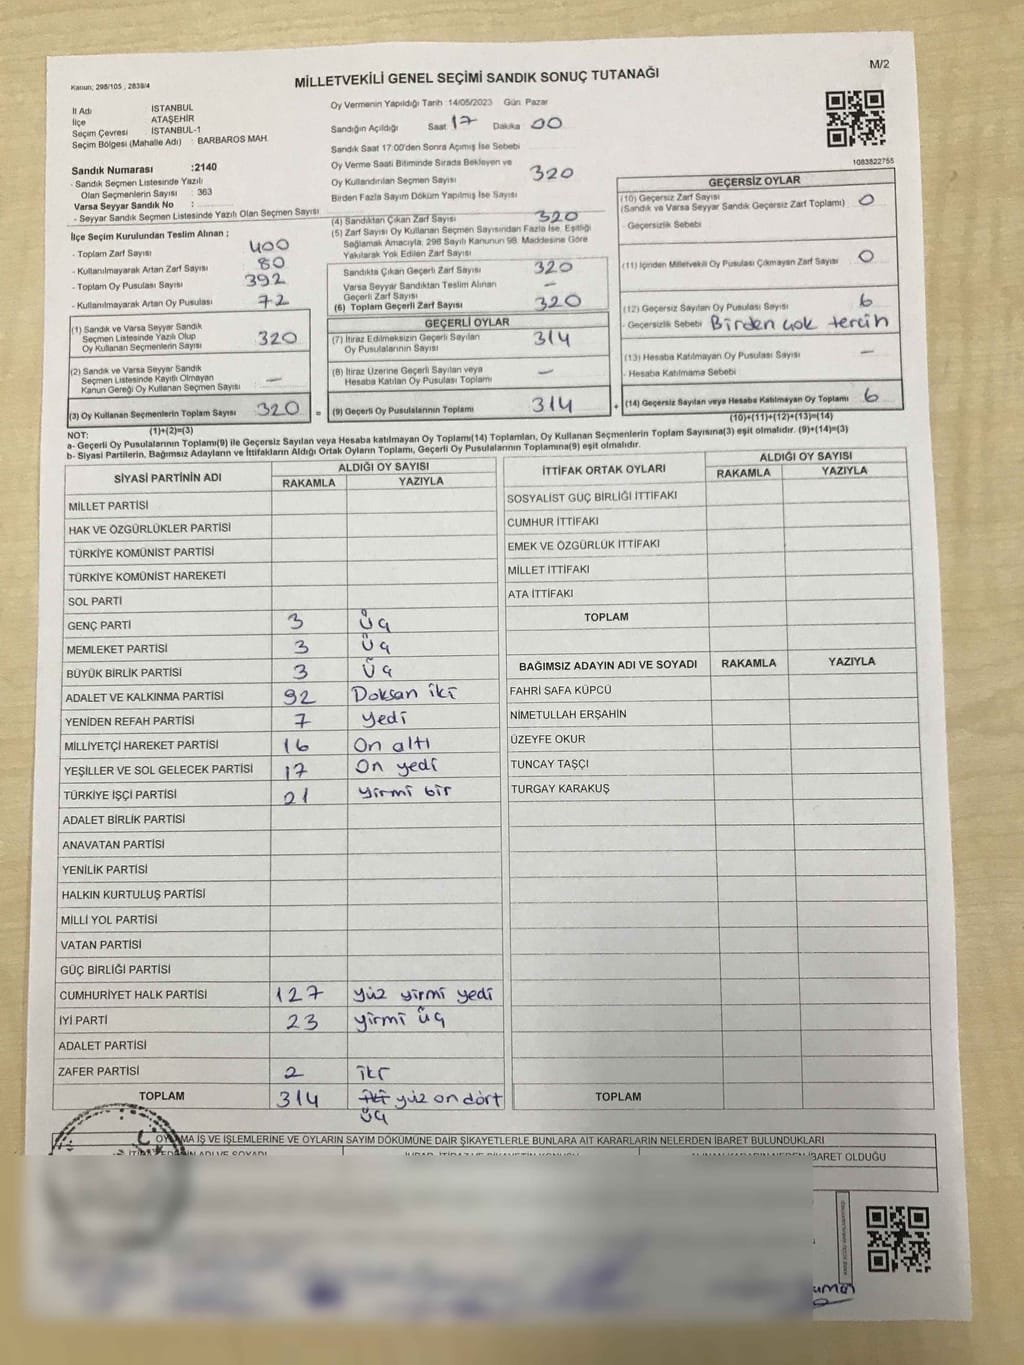 M/2
Kanun; 298/105 , 2839/4
MİLLETVEKİLİ GENEL SEÇİMİ SANDIK SONUÇ TUTANAĞI
İl Adı İSTANBUL
İlçe ATAŞEHİR
Seçim Çevresi İSTANBUL-1
Seçim Bölgesi (Mahalle Adı) : BARBAROS MAH.
Sandık Numarası :2140
- Sandık Seçmen Listesinde Yazılı
Olan Seçmenlerin Sayısı : 363
Varsa Seyyar Sandık No :
- Seyyar Sandık Seçmen Listesinde Yazılı Olan Seçmen Sayısı
İlçe Seçim Kurulundan Teslim Alınan ;
- Toplam Zarf Sayısı 400
- Kullanılmayarak Artan Zarf Sayısı 80
- Toplam Oy Pusulası Sayısı 392
- Kullanılmayarak Artan Oy Pusulası 72
(1) Sandık ve Varsa Seyyar Sandık
Seçmen Listesinde Yazılı Olup
Oy Kullanan Seçmenlerin Sayısı 320
(2) Sandık ve Varsa Seyyar Sandık
Seçmen Listesinde Kayıtlı Olmayan
Kanun Gereği Oy Kullanan Seçmen Sayısı —
(3) Oy Kullanan Seçmenlerin Toplam Sayısı 320
(1)+(2)=(3)
Oy Vermenin Yapıldığı Tarih :14/05/2023 Gün Pazar
Sandığın Açıldığı Saat 17 Dakika 00
Sandık Saat 17:00'den Sonra Açımış İse Sebebi
Oy Verme Saati Bitiminde Sırada Bekleyen ve
Oy Kullandırılan Seçmen Sayısı 320
Birden Fazla Sayım Döküm Yapılmış İse Sayısı
(4) Sandıktan Çıkan Zarf Sayısı 320
(5) Zarf Sayısı Oy Kullanan Seçmen Sayısından Fazla İse, Eşitliği
Sağlamak Amacıyla, 298 Sayılı Kanunun 98. Maddesine Göre
Yakılarak Yok Edilen Zarf Sayısı
Sandıkta Çıkan Geçerli Zarf Sayısı 320
Varsa Seyyar Sandıktan Teslim Alınan
Geçerli Zarf Sayısı —
(6) Toplam Geçerli Zarf Sayısı 320
GEÇERLİ OYLAR
(7) İtiraz Edilmeksizin Geçerli Sayılan
Oy Pusulalarının Sayısı 314
(8) İtiraz Üzerine Geçerli Sayılan veya
Hesaba Katılan Oy Pusulası Toplamı —
= (9) Geçerli Oy Pusulalarının Toplamı 314
1083822755
GEÇERSİZ OYLAR
(10) Geçersiz Zarf Sayısı
(Sandık ve Varsa Seyyar Sandık Geçersiz Zarf Toplamı) 0
- Geçersizlik Sebebi
(11) İçinden Milletvekili Oy Pusulası Çıkmayan Zarf Sayısı 0
(12) Geçersiz Sayılan Oy Pusulası Sayısı 6
- Geçersizlik Sebebi Birden çok tercih
(13) Hesaba Katılmayan Oy Pusulası Sayısı —
- Hesaba Katılmama Sebebi
+ (14) Geçersiz Sayılan veya Hesaba Katılmayan Oy Toplamı 6
(10)+(11)+(12)+(13)=(14)
NOT:
a- Geçerli Oy Pusulalarının Toplam(9) ile Geçersiz Sayılan veya Hesaba katılmayan Oy Toplamı(14) Toplamları, Oy Kullanan Seçmenlerin Toplam Sayısına(3) eşit olmalıdır. (9)+(14)=(3)
b- Siyasi Partilerin, Bağımsız Adayların ve İttifakların Aldığı Ortak Oyların Toplamı, Geçerli Oy Pusulalarının Toplamına(9) eşit olmalıdır.
SİYASİ PARTİNİN ADI ALDIĞI OY SAYISI
RAKAMLA YAZIYLA
MİLLET PARTİSİ
HAK VE ÖZGÜRLÜKLER PARTİSİ
TÜRKİYE KOMÜNİST PARTİSİ
TÜRKİYE KOMÜNİST HAREKETİ
SOL PARTİ
GENÇ PARTİ 3 üç
MEMLEKET PARTİSİ 3 üç
BÜYÜK BİRLİK PARTİSİ 3 üç
ADALET VE KALKINMA PARTİSİ 92 Doksan iki
YENİDEN REFAH PARTİSİ 7 yedi
MİLLİYETÇİ HAREKET PARTİSİ 16 On altı
YEŞİLLER VE SOL GELECEK PARTİSİ 17 On yedi
TÜRKİYE İŞÇİ PARTİSİ 21 yirmi bir
ADALET BİRLİK PARTİSİ
ANAVATAN PARTİSİ
YENİLİK PARTİSİ
HALKIN KURTULUŞ PARTİSİ
MİLLİ YOL PARTİSİ
VATAN PARTİSİ
GÜÇ BİRLİĞİ PARTİSİ
CUMHURİYET HALK PARTİSİ 127 yüz yirmi yedi
İYİ PARTİ 23 yirmi üç
ADALET PARTİSİ
ZAFER PARTİSİ 2 iki
TOPLAM 314 iki yüz on dört
üç
İTTİFAK ORTAK OYLARI ALDIĞI OY SAYISI
RAKAMLA YAZIYLA
SOSYALİST GÜÇ BİRLİĞİ İTTİFAKI
CUMHUR İTTİFAKI
EMEK VE ÖZGÜRLÜK İTTİFAKI
MİLLET İTTİFAKI
ATA İTTİFAKI
TOPLAM
BAĞIMSIZ ADAYIN ADI VE SOYADI RAKAMLA YAZIYLA
FAHRİ SAFA KÜPCÜ
NİMETULLAH ERŞAHİN
ÜZEYFE OKUR
TUNCAY TAŞÇI
TURGAY KARAKUŞ
TOPLAM
OYLAMA İŞ VE İŞLEMLERİNE VE OYLARIN SAYIM DÖKÜMÜNE DAİR ŞİKAYETLERLE BUNLARA AİT KARARLARIN NELERDEN İBARET BULUNDUKLARI
İBARET OLDUĞU